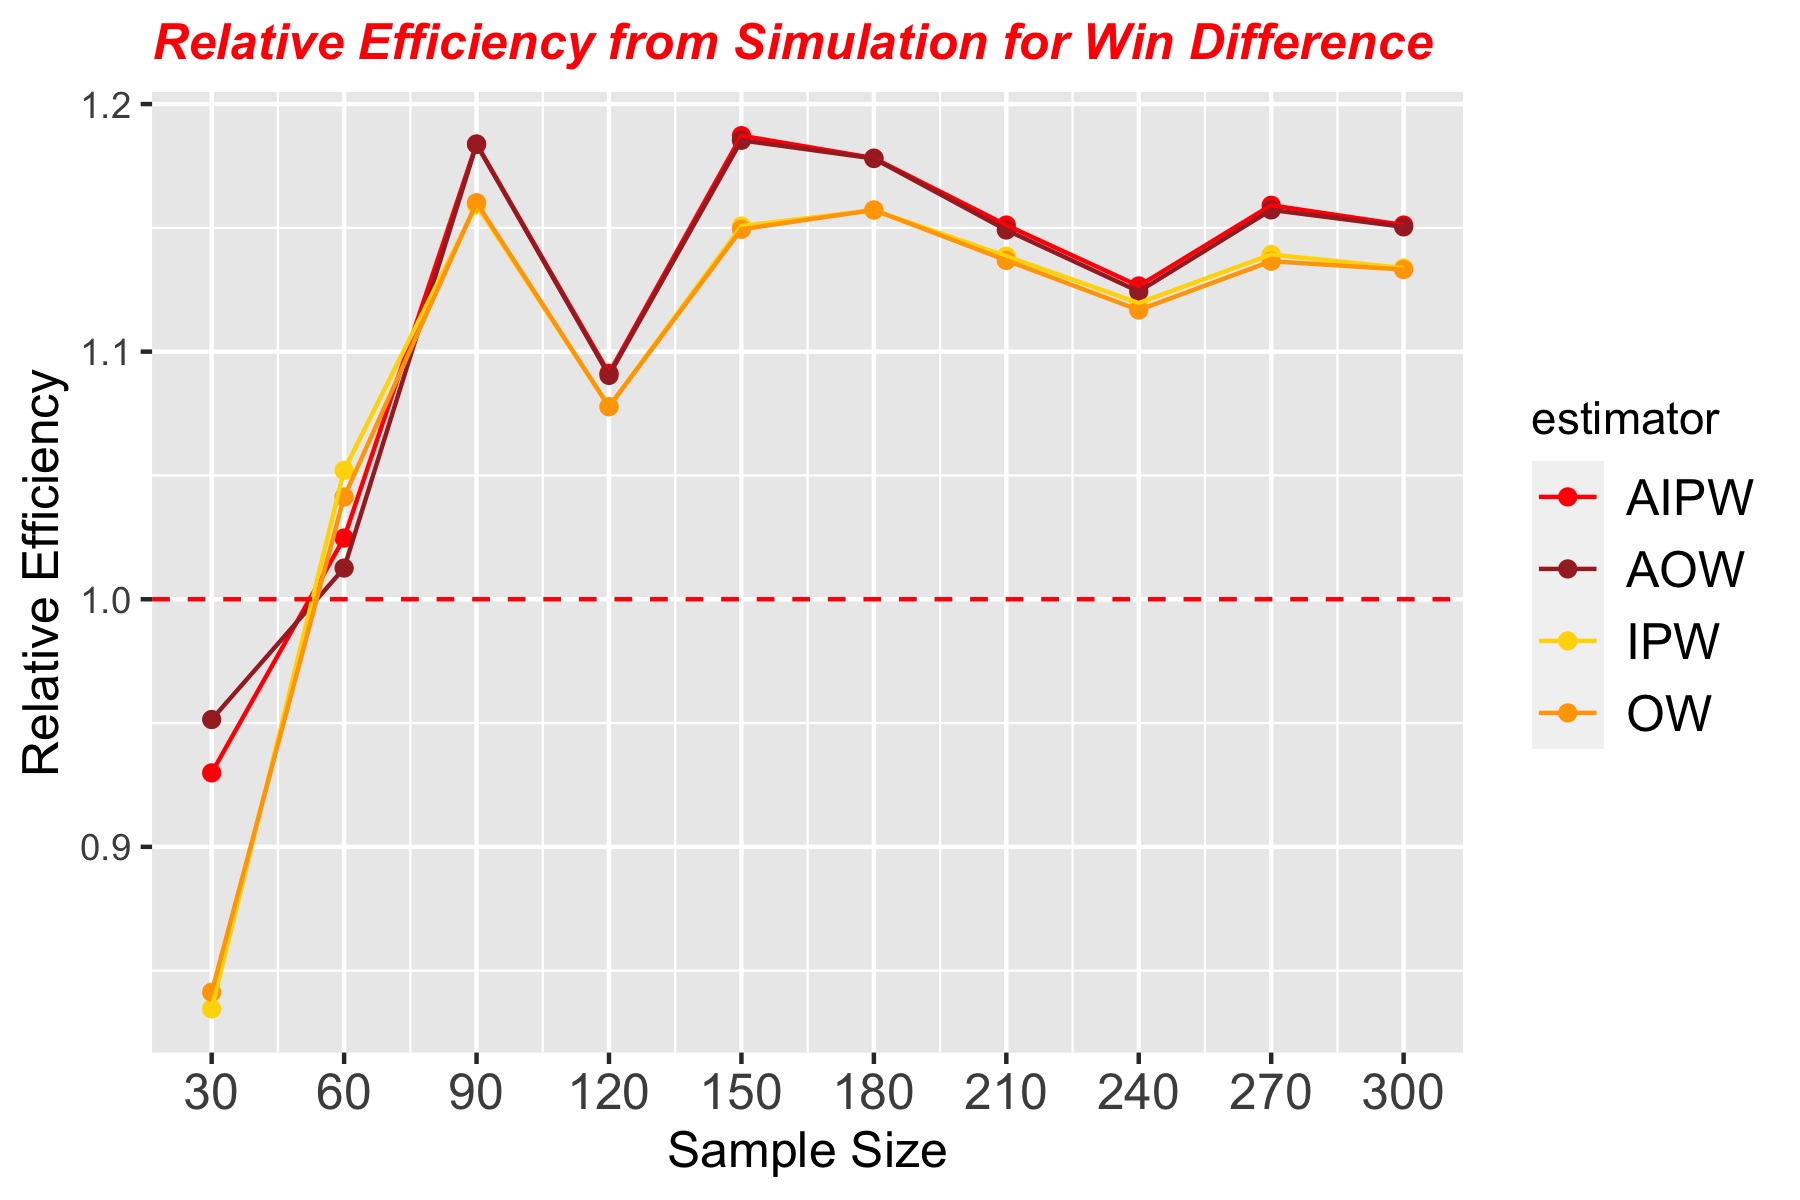 Relative Efficiency from Simulation for Win Difference
Relative Efficiency
1.2
1.1
1.0
0.9
30 60 90 120 150 180 210 240 270 300
Sample Size
estimator
AIPW
AOW
IPW
OW